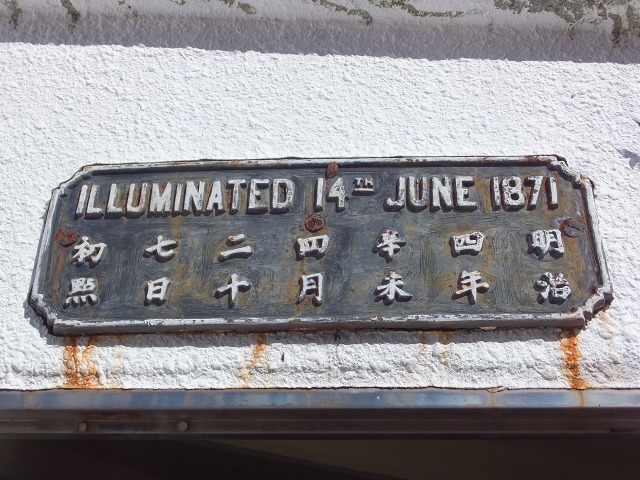 ILLUMINATED 14TH JUNE 1871
明治
四年
辛未
四月
二十
七日
初點